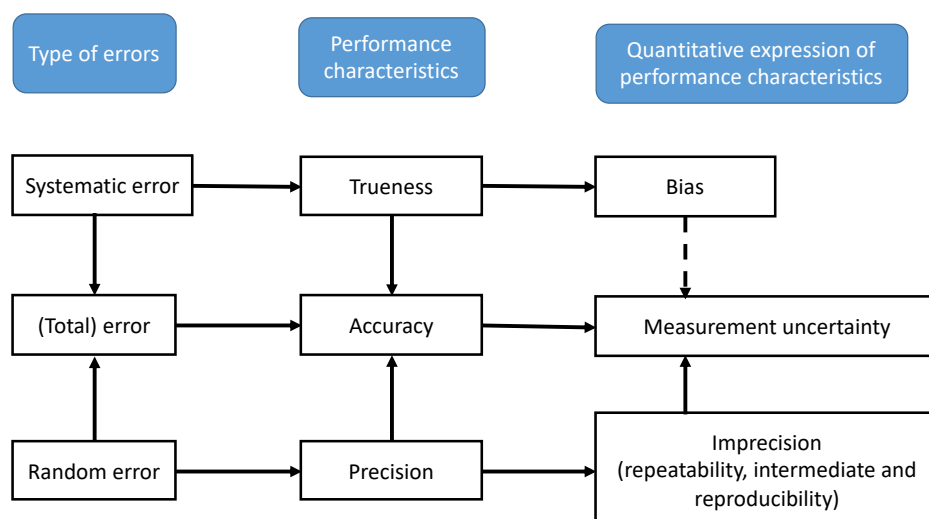 Type of errors
Performance
characteristics
Quantitative expression of
performance characteristics
Systematic error
Trueness
Bias
(Total) error
Accuracy
Measurement uncertainty
Random error
Precision
Imprecision
(repeatability, intermediate and
reproducibility)